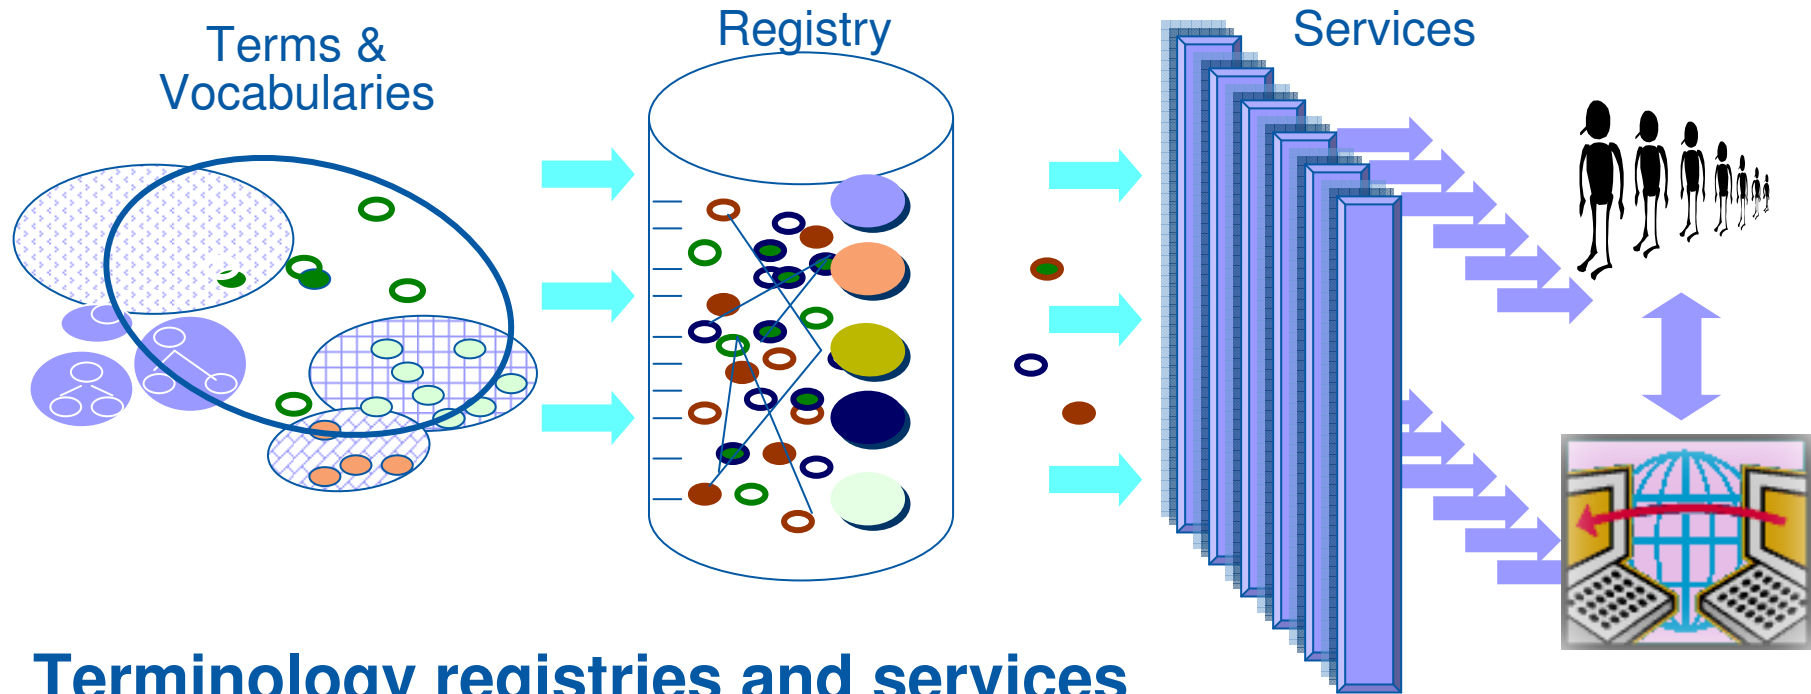 Terms &
Vocabularies
Registry
Services
Terminology registries and services